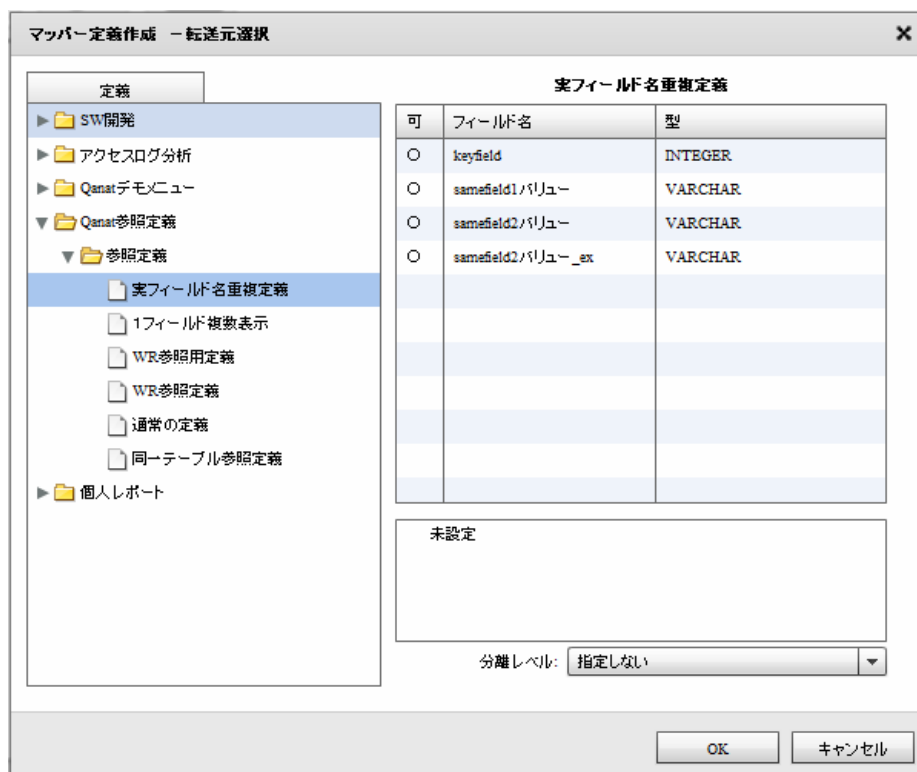 マッパー定義作成 －転送元選択
定義
SW開発
アクセスログ分析
Qanatデモメニュー
Qanat参照定義
参照定義
実フィールド名重複定義
1フィールド複数表示
WR参照用定義
WR参照定義
通常の定義
同一テーブル参照定義
個人レポート
実フィールド名重複定義
可 フィールド名 型
○ keyfield INTEGER
○ samefield1バリュー VARCHAR
○ samefield2バリュー VARCHAR
○ samefield2バリュー_ex VARCHAR
未設定
分離レベル: 指定しない
OK キャンセル